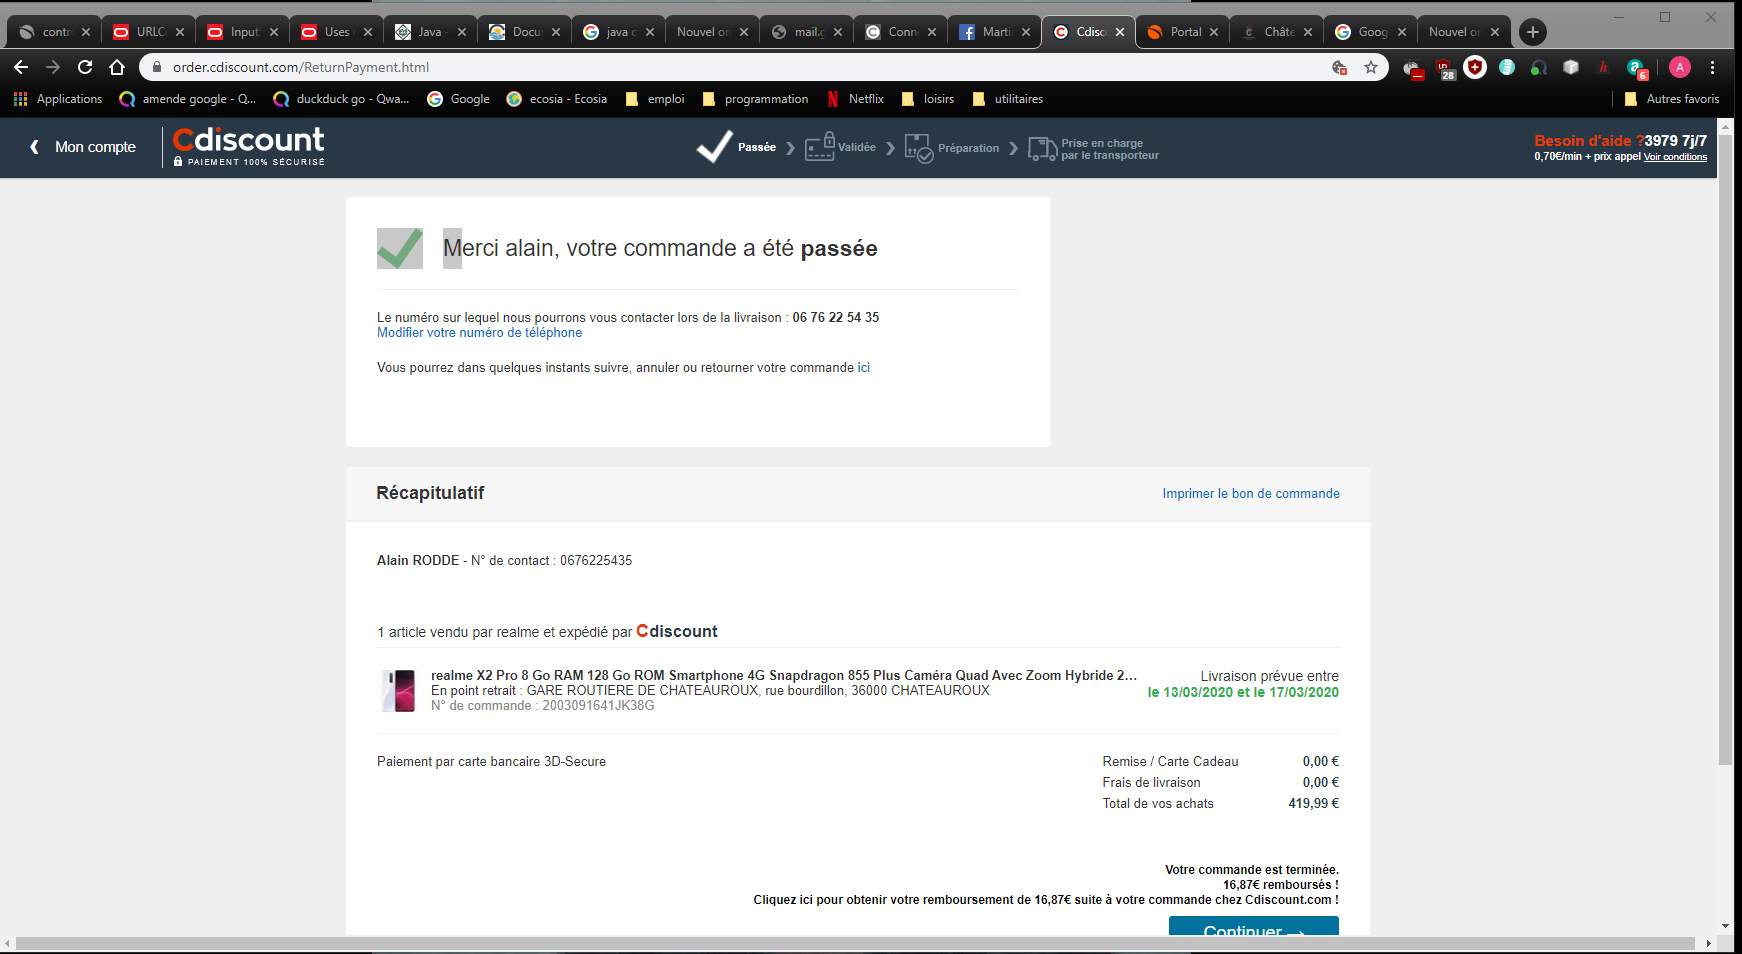 contr
URLC
Input
Uses
Java -
Docu
java c
Nouvel on
mail.g
Conn
Marti
Cdisc
Portal
Châte
Goog
Nouvel on
order.cdiscount.com/ReturnPayment.html
28
6
A
Applications
amende google - Q...
duckduck go - Qwa...
Google
ecosia - Ecosia
emploi
programmation
Netflix
loisirs
utilitaires
Autres favoris
Mon compte
Cdiscount
PAIEMENT 100% SÉCURISÉ
Passée
Validée
Préparation
Prise en charge
par le transporteur
Besoin d'aide ?3979 7j/7
0,70€/min + prix appel Voir conditions
Merci alain, votre commande a été passée
Le numéro sur lequel nous pourrons vous contacter lors de la livraison : 06 76 22 54 35
Modifier votre numéro de téléphone
Vous pourrez dans quelques instants suivre, annuler ou retourner votre commande ici
Récapitulatif
Imprimer le bon de commande
Alain RODDE - N° de contact : 0676225435
1 article vendu par realme et expédié par Cdiscount
realme X2 Pro 8 Go RAM 128 Go ROM Smartphone 4G Snapdragon 855 Plus Caméra Quad Avec Zoom Hybride 2...
Livraison prévue entre
En point retrait : GARE ROUTIERE DE CHATEAUROUX, rue bourdillon, 36000 CHATEAUROUX
le 13/03/2020 et le 17/03/2020
N° de commande : 2003091641JK38G
Paiement par carte bancaire 3D-Secure
Remise / Carte Cadeau 0,00 €
Frais de livraison 0,00 €
Total de vos achats 419,99 €
Votre commande est terminée.
16,87€ remboursés !
Cliquez ici pour obtenir votre remboursement de 16,87€ suite à votre commande chez Cdiscount.com !
Continuer →